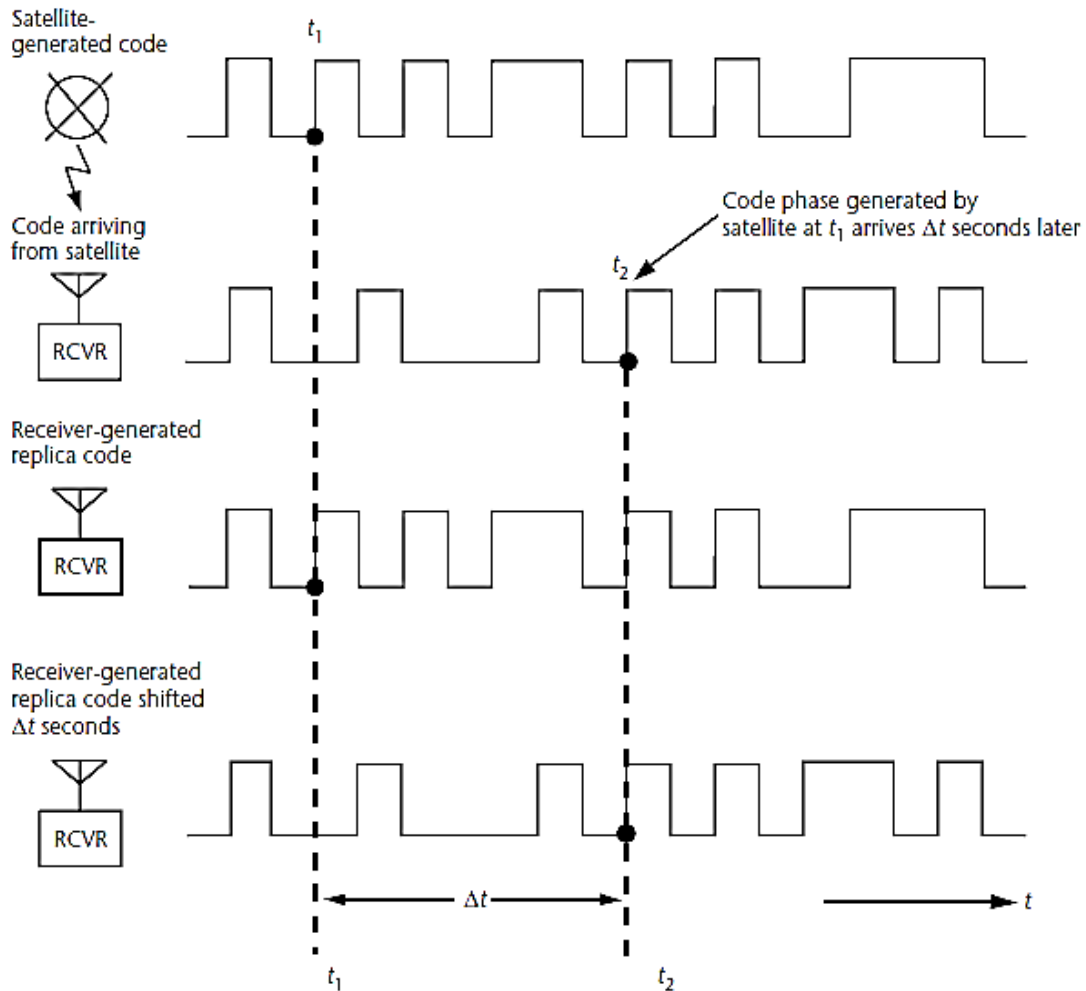 Satellite-
generated code
t1
Code arriving
from satellite
Code phase generated by
satellite at t1 arrives Δt seconds later
t2
RCVR
Receiver-generated
replica code
RCVR
Receiver-generated
replica code shifted
Δt seconds
RCVR
Δt
t
t1
t2